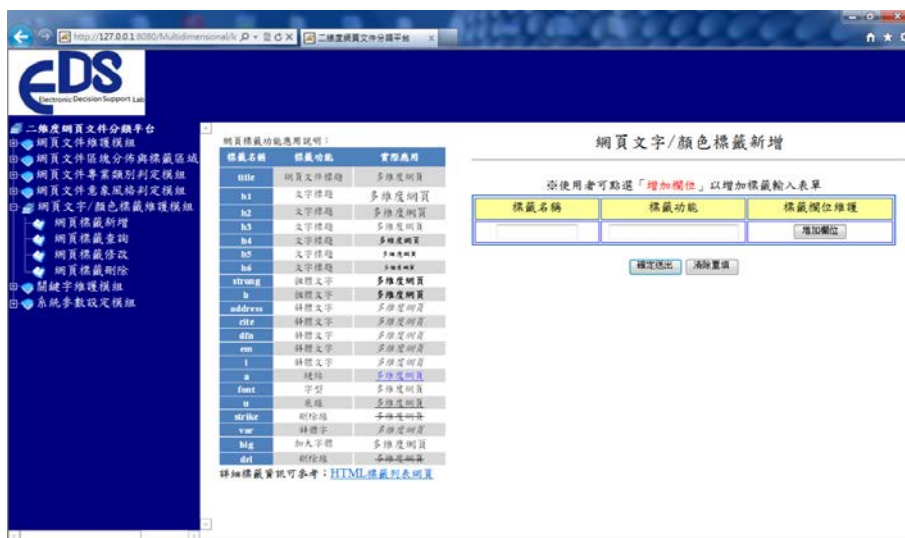 http://127.0.0.1:8080/Multidimensional/k
二維度網頁文件分類平台
EDS
Electronic Decision Support Lab
二維度網頁文件分類平台
網頁文件維護模組
網頁文件區塊分佈與標籤區域
網頁文件專業類別判定模組
網頁文件意象風格判定模組
網頁文字/顏色標籤維護模組
網頁標籤新增
網頁標籤查詢
網頁標籤修改
網頁標籤刪除
關鍵字維護模組
系統參數設定模組
網頁標籤功能應用說明：
標籤名稱 標籤功能 實際應用
title 網頁文件標題 多維度網頁
h1 文字標題 多維度網頁
h2 文字標題 多維度網頁
h3 文字標題 多維度網頁
h4 文字標題 多維度網頁
h5 文字標題 多維度網頁
h6 文字標題 多維度網頁
strong 粗體文字 多維度網頁
b 粗體文字 多維度網頁
address 斜體文字 多維度網頁
cite 斜體文字 多維度網頁
dfn 斜體文字 多維度網頁
em 斜體文字 多維度網頁
i 斜體文字 多維度網頁
a 連結 多維度網頁
font 字型 多維度網頁
u 底線 多維度網頁
strike 刪除線 多維度網頁
var 斜體字 多維度網頁
big 加大字體 多維度網頁
del 刪除線 多維度網頁
詳細標籤資訊可參考：HTML標籤列表網頁
網頁文字/顏色標籤新增
※使用者可點選「增加欄位」以增加標籤輸入表單
標籤名稱 標籤功能 標籤欄位維護
增加欄位
確定送出 清除重填